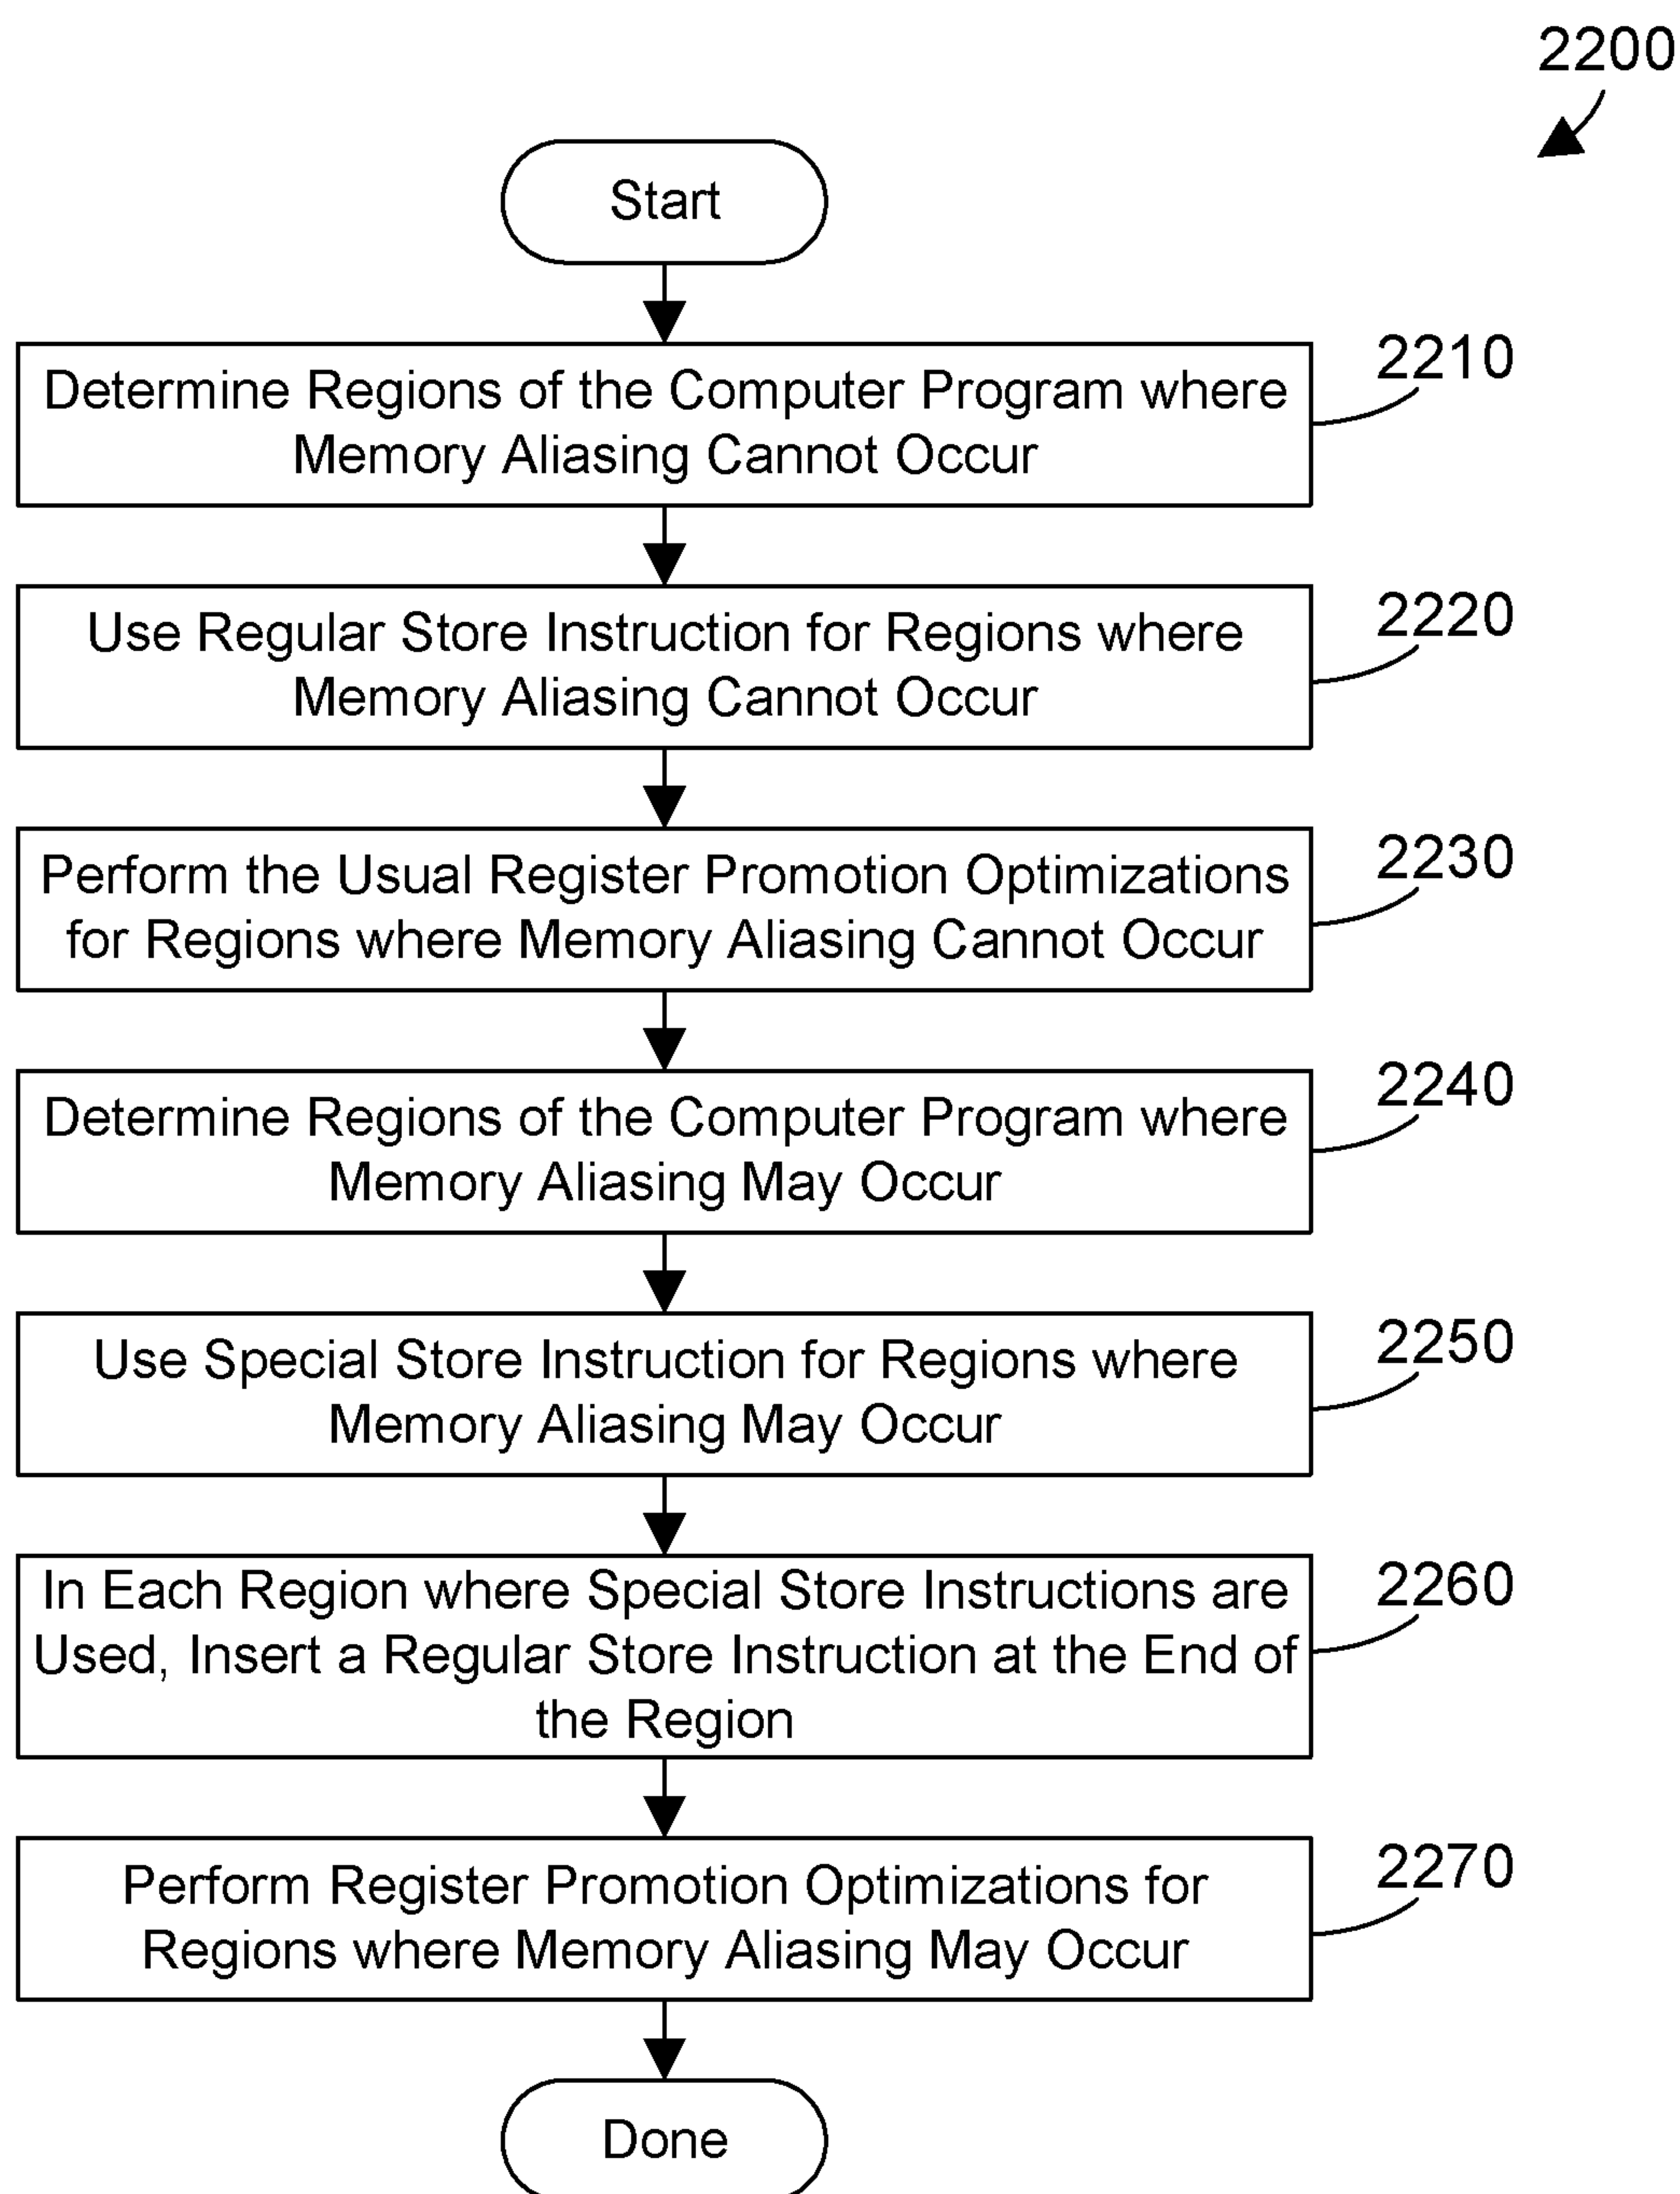 2200
Start
Determine Regions of the Computer Program where
Memory Aliasing Cannot Occur
2210
Use Regular Store Instruction for Regions where
Memory Aliasing Cannot Occur
2220
Perform the Usual Register Promotion Optimizations
for Regions where Memory Aliasing Cannot Occur
2230
Determine Regions of the Computer Program where
Memory Aliasing May Occur
2240
Use Special Store Instruction for Regions where
Memory Aliasing May Occur
2250
In Each Region where Special Store Instructions are
Used, Insert a Regular Store Instruction at the End of
the Region
2260
Perform Register Promotion Optimizations for
Regions where Memory Aliasing May Occur
2270
Done